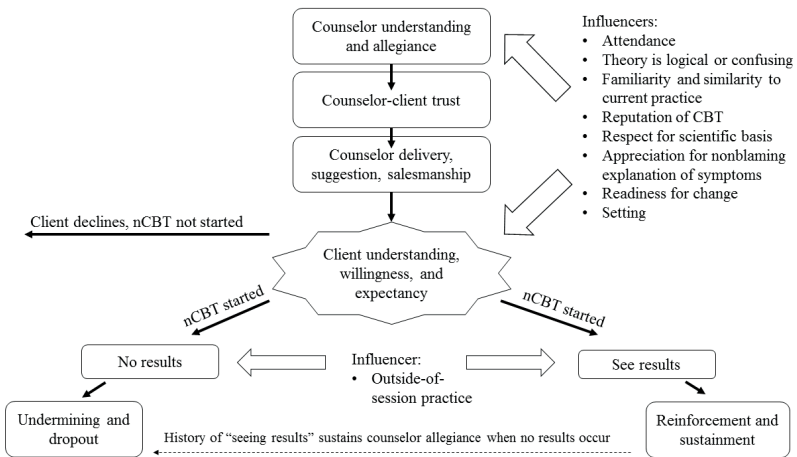 Counselor understanding
and allegiance
Counselor-client trust
Counselor delivery,
suggestion, salesmanship
Influencers:
• Attendance
• Theory is logical or confusing
• Familiarity and similarity to
current practice
• Reputation of CBT
• Respect for scientific basis
• Appreciation for nonblaming
explanation of symptoms
• Readiness for change
• Setting
Client declines, nCBT not started
Client understanding,
willingness, and
expectancy
nCBT started
nCBT started
No results
Influencer:
• Outside-of-
session practice
See results
Undermining and
dropout
Reinforcement and
sustainment
History of “seeing results” sustains counselor allegiance when no results occur